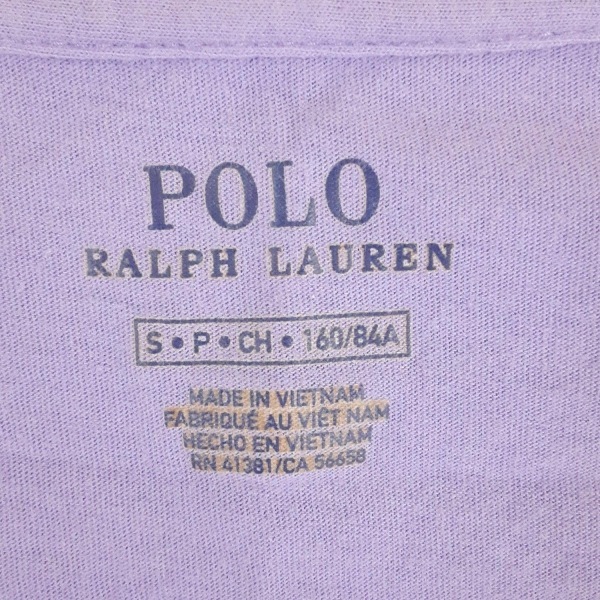 POLO
RALPH LAUREN
S • P • CH • 160/84A
MADE IN VIETNAM
FABRIQUÉ AU VIÊT NAM
HECHO EN VIETNAM
RN 41381/CA 56658